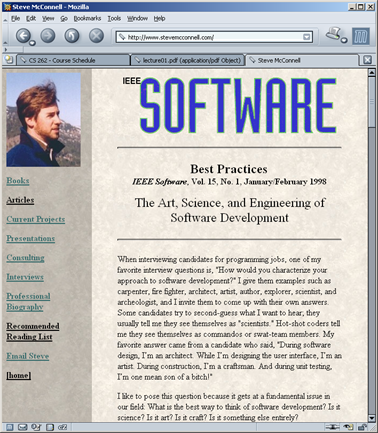 Steve McConnell - Mozilla
File Edit View Go Bookmarks Tools Window Help
http://www.stevemcconnell.com/
CS 262 - Course Schedule
lecture01.pdf (application/pdf Object)
Steve McConnell
IEEE
SOFTWARE
Books
Articles
Current Projects
Presentations
Consulting
Interviews
Professional
Biography
Recommended
Reading List
Email Steve
[home]
Best Practices
IEEE Software, Vol. 15, No. 1, January/February 1998
The Art, Science, and Engineering of
Software Development
When interviewing candidates for programming jobs, one of my
favorite interview questions is, "How would you characterize your
approach to software development?" I give them examples such as
carpenter, fire fighter, architect, artist, author, explorer, scientist, and
archeologist, and I invite them to come up with their own answers.
Some candidates try to second-guess what I want to hear; they
usually tell me they see themselves as "scientists." Hot-shot coders tell
me they see themselves as commandos or swat-team members. My
favorite answer came from a candidate who said, "During software
design, I'm an architect. While I'm designing the user interface, I'm an
artist. During construction, I'm a craftsman. And during unit testing,
I'm one mean son of a bitch!"
I like to pose this question because it gets at a fundamental issue in
our field: What is the best way to think of software development? Is it
science? Is it art? Is it craft? Is it something else entirely?